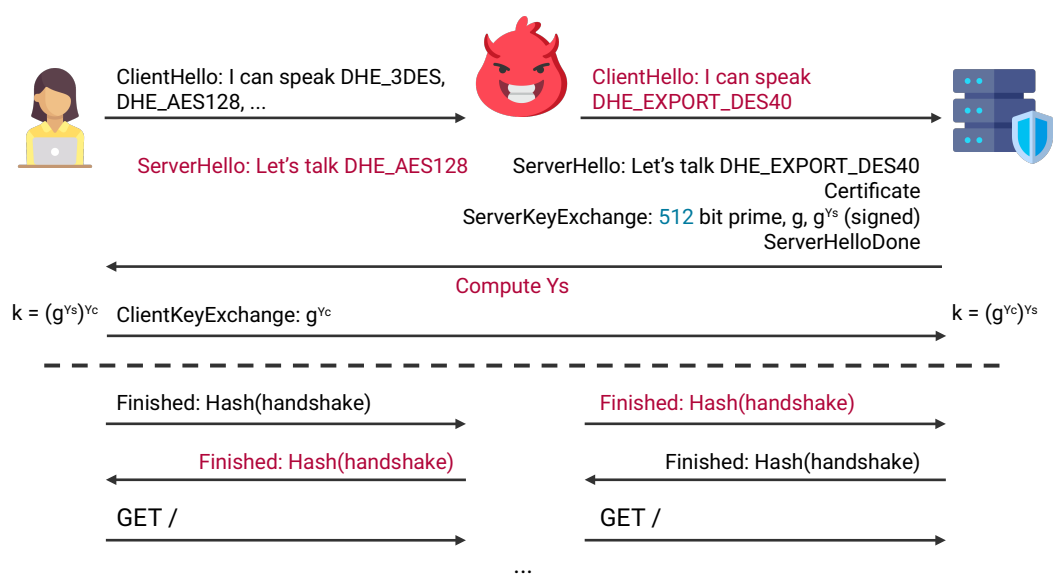 ClientHello: I can speak DHE_3DES,
DHE_AES128, ...
ClientHello: I can speak
DHE_EXPORT_DES40
ServerHello: Let’s talk DHE_AES128
ServerHello: Let’s talk DHE_EXPORT_DES40
Certificate
ServerKeyExchange: 512 bit prime, g, g^Ys (signed)
ServerHelloDone
Compute Ys
k = (g^Ys)^Yc
ClientKeyExchange: g^Yc
k = (g^Yc)^Ys
Finished: Hash(handshake)
Finished: Hash(handshake)
Finished: Hash(handshake)
Finished: Hash(handshake)
GET /
GET /
...